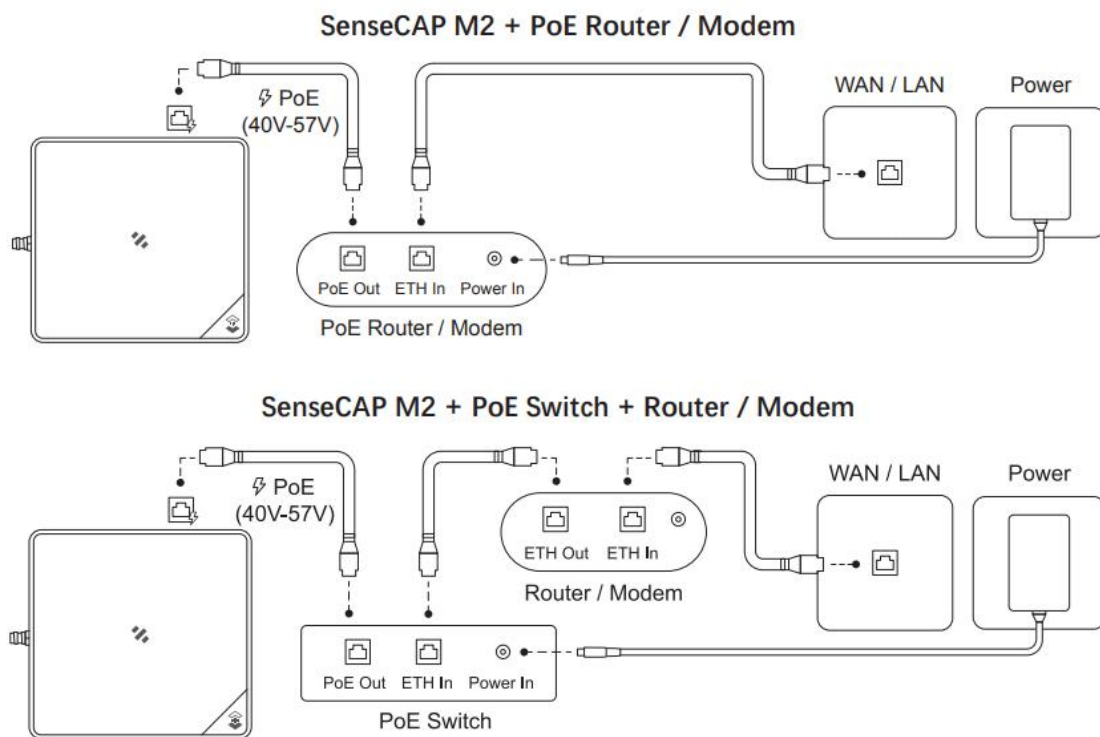 SenseCAP M2 + PoE Router / Modem
WAN / LAN
Power
PoE
(40V-57V)
PoE Out
ETH In
Power In
PoE Router / Modem
SenseCAP M2 + PoE Switch + Router / Modem
WAN / LAN
Power
PoE
(40V-57V)
ETH Out
ETH In
Router / Modem
PoE Out
ETH In
Power In
PoE Switch